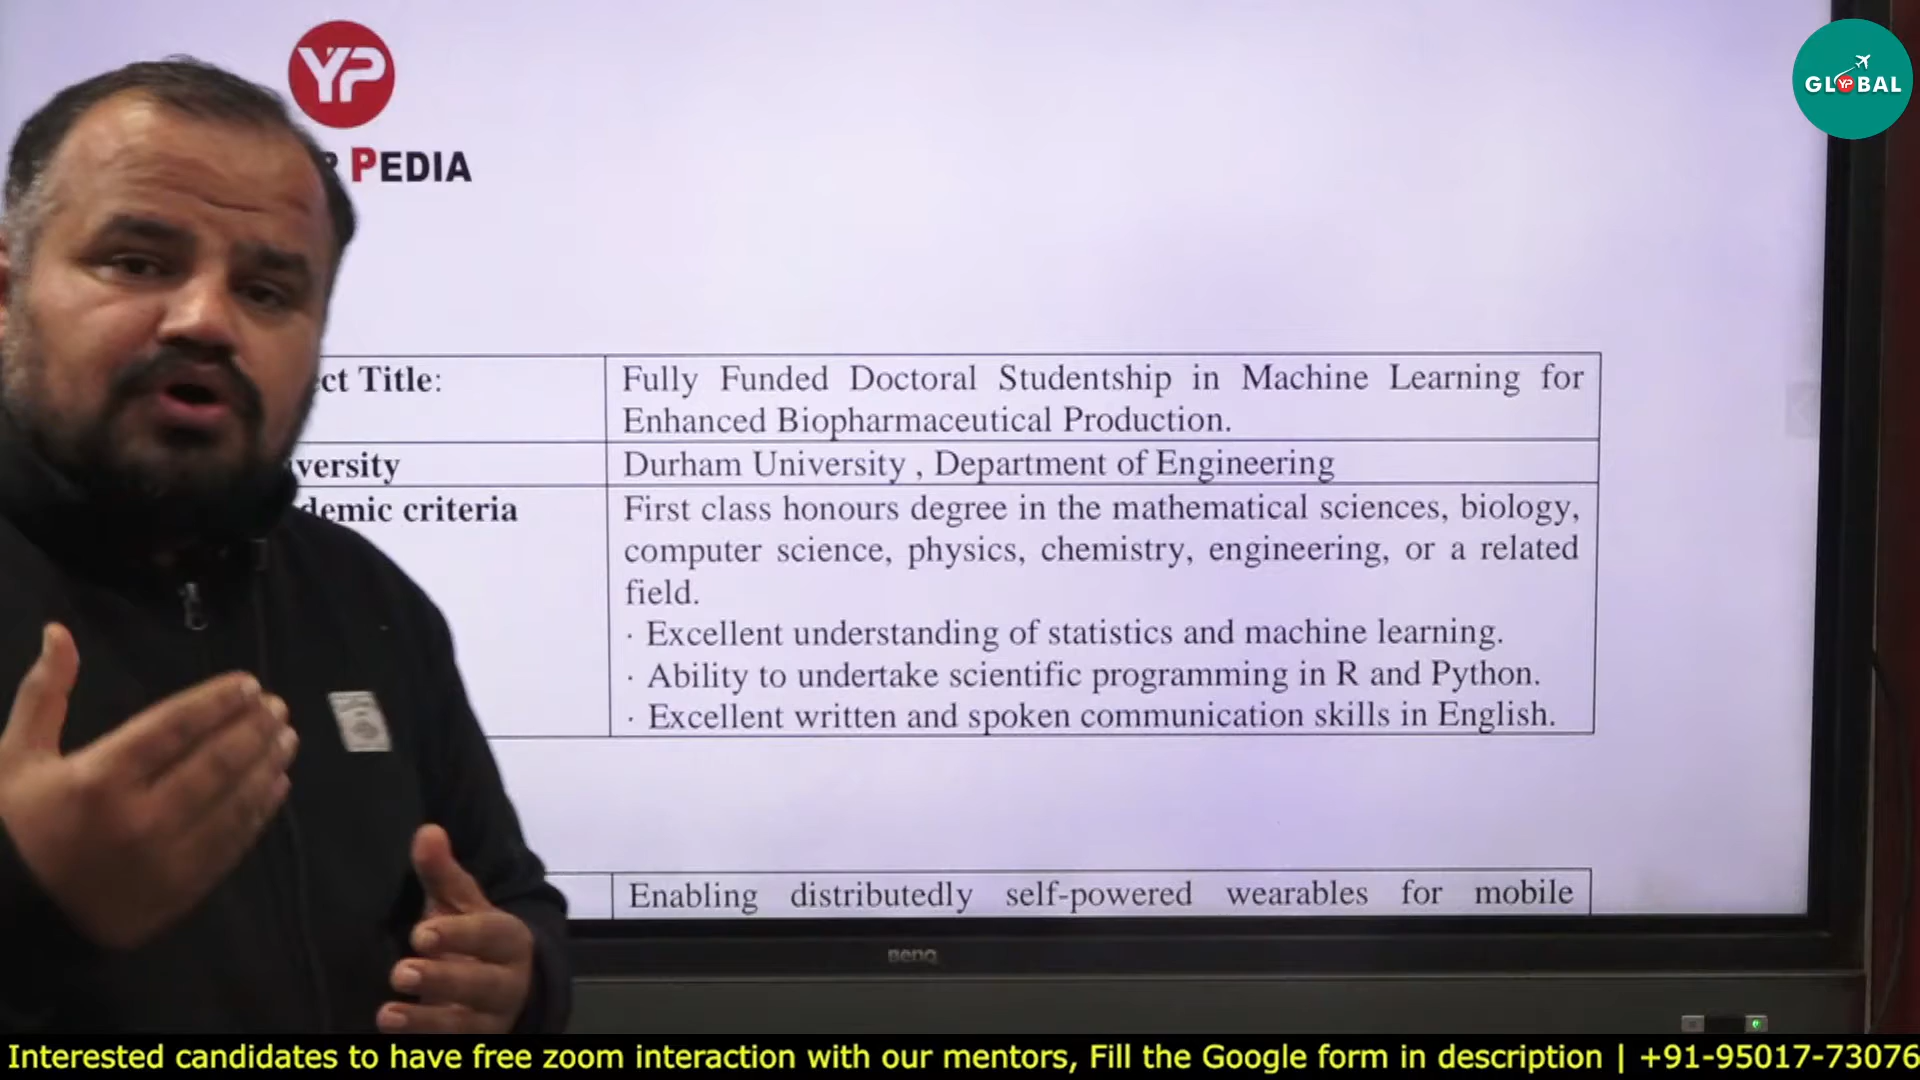 YP
GLOBAL
YP
PEDIA
ct Title:
Fully Funded Doctoral Studentship in Machine Learning for
Enhanced Biopharmaceutical Production.
versity
Durham University , Department of Engineering
demic criteria
First class honours degree in the mathematical sciences, biology,
computer science, physics, chemistry, engineering, or a related
field.
· Excellent understanding of statistics and machine learning.
· Ability to undertake scientific programming in R and Python.
· Excellent written and spoken communication skills in English.
Enabling distributedly self-powered wearables for mobile
BenQ
Interested candidates to have free zoom interaction with our mentors, Fill the Google form in description | +91-95017-73076